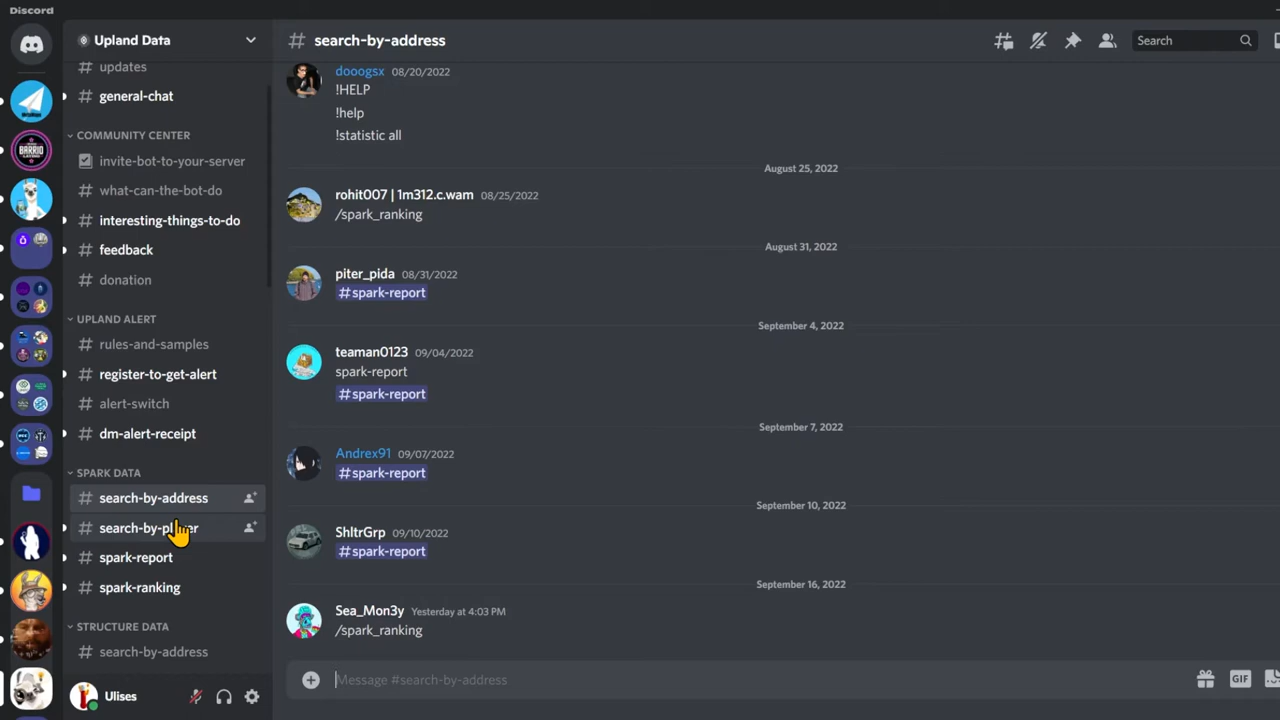 Discord
Upland Data
updates
general-chat
COMMUNITY CENTER
invite-bot-to-your-server
what-can-the-bot-do
interesting-things-to-do
feedback
donation
UPLAND ALERT
rules-and-samples
register-to-get-alert
alert-switch
dm-alert-receipt
SPARK DATA
search-by-address
search-by-player
spark-report
spark-ranking
STRUCTURE DATA
search-by-address
Ulises
# search-by-address
Search
dooogsx 08/20/2022
!HELP
!help
!statistic all
August 25, 2022
rohit007 | 1m312.c.wam 08/25/2022
/spark_ranking
August 31, 2022
piter_pida 08/31/2022
#spark-report
September 4, 2022
teaman0123 09/04/2022
spark-report
#spark-report
September 7, 2022
Andrex91 09/07/2022
#spark-report
September 10, 2022
ShltrGrp 09/10/2022
#spark-report
September 16, 2022
Sea_Mon3y Yesterday at 4:03 PM
/spark_ranking
Message #search-by-address
GIF